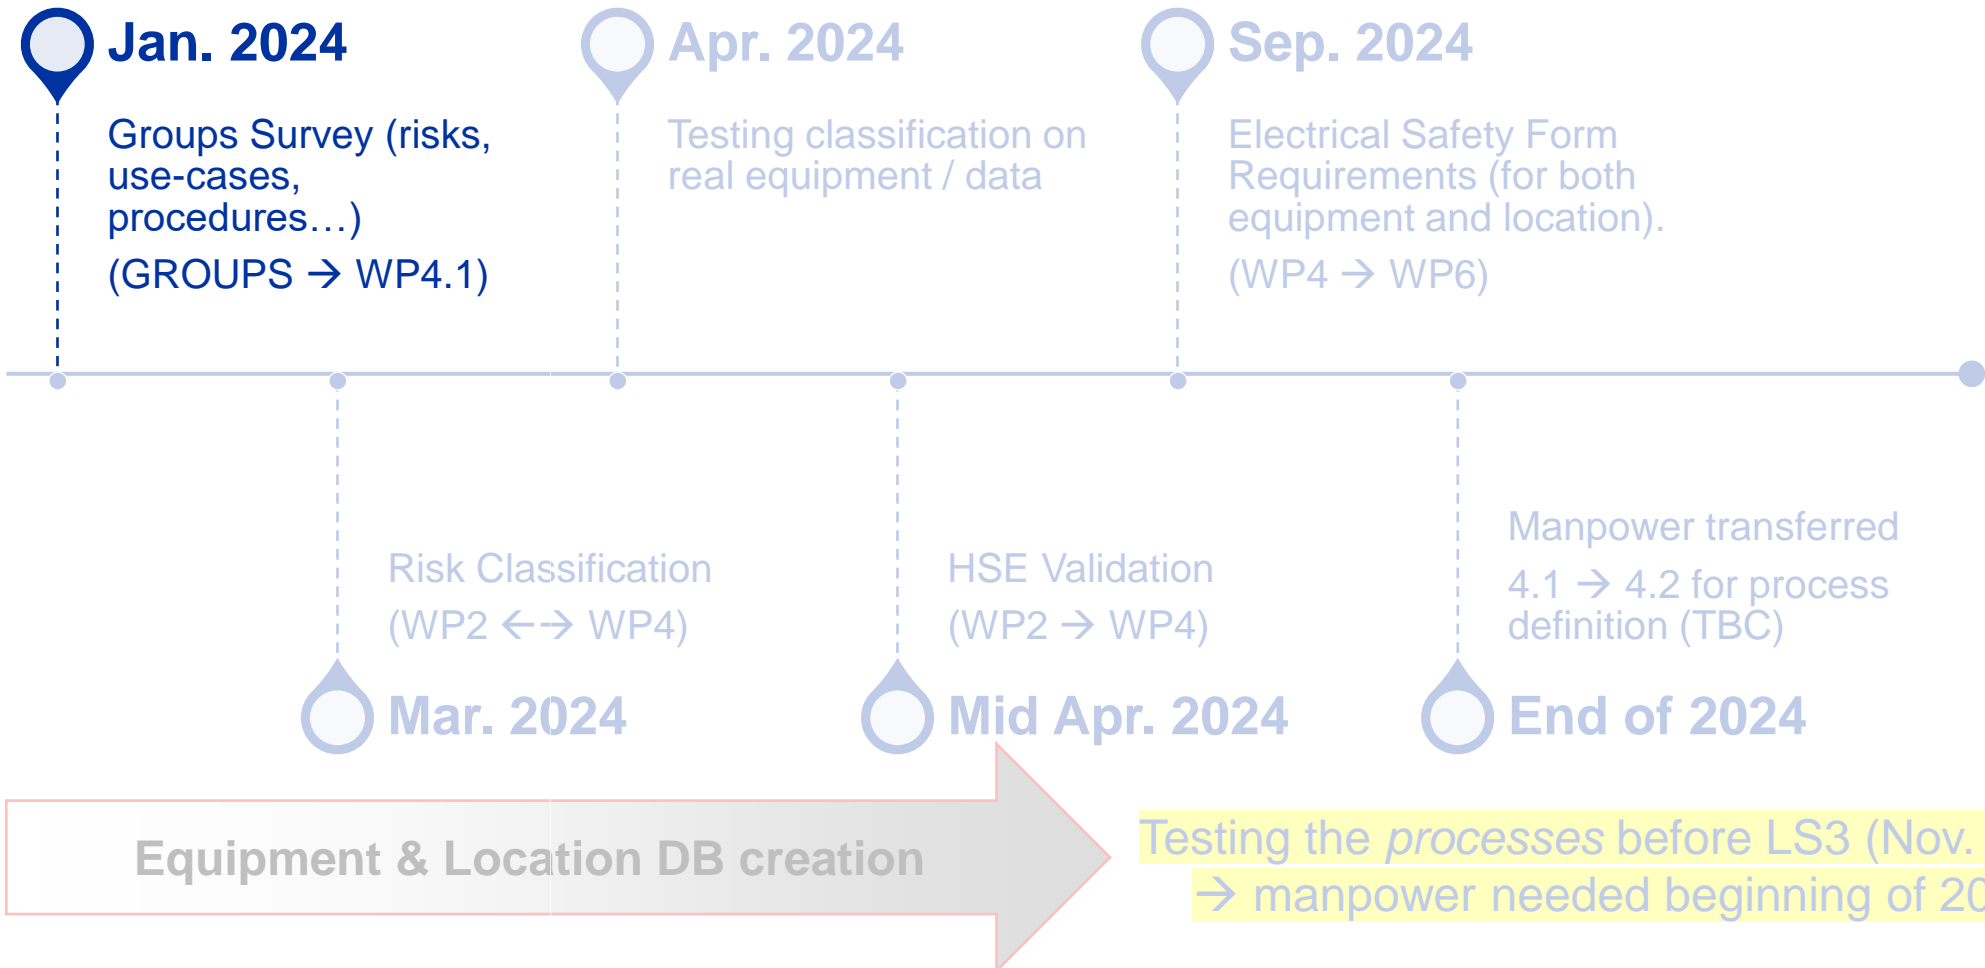 Jan. 2024
Groups Survey (risks,
use-cases,
procedures…)
(GROUPS → WP4.1)
Apr. 2024
Testing classification on
real equipment / data
Sep. 2024
Electrical Safety Form
Requirements (for both
equipment and location).
(WP4 → WP6)
Risk Classification
(WP2 ←→ WP4)
Mar. 2024
HSE Validation
(WP2 → WP4)
Mid Apr. 2024
Manpower transferred
4.1 → 4.2 for process
definition (TBC)
End of 2024
Equipment & Location DB creation
Testing the processes before LS3 (Nov.
→ manpower needed beginning of